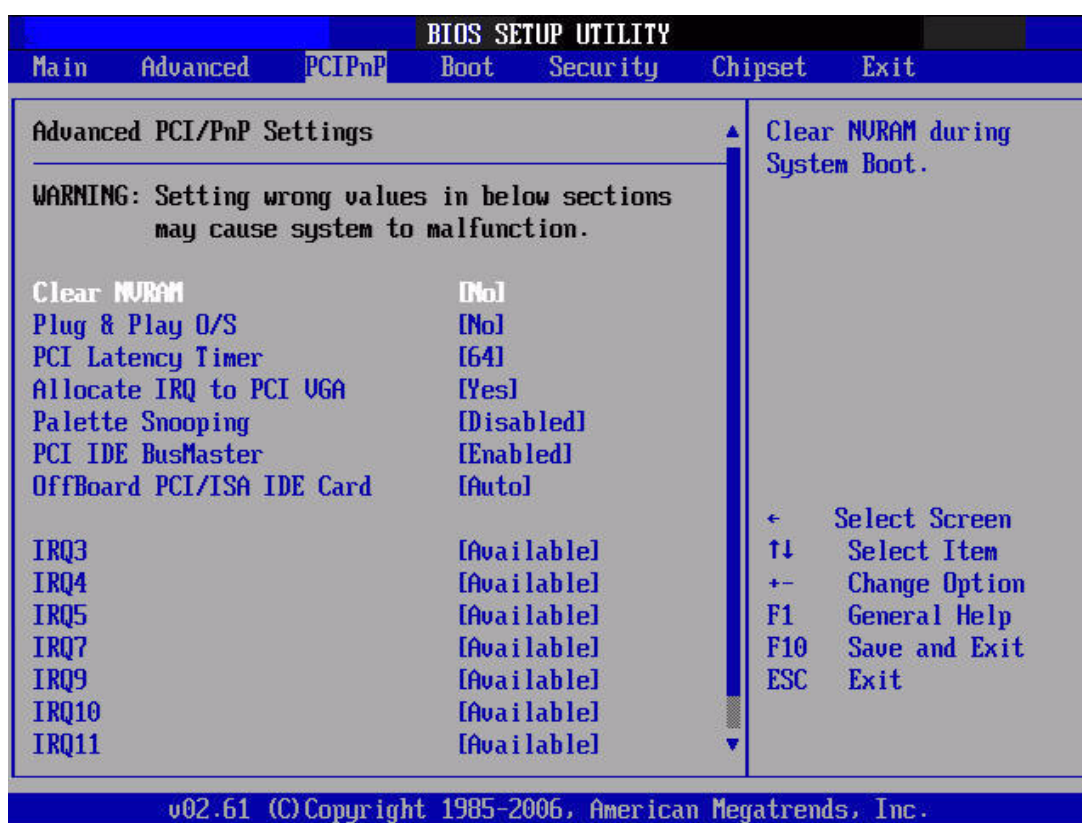 BIOS SETUP UTILITY
Main Advanced PCIPnP Boot Security Chipset Exit
Advanced PCI/PnP Settings
WARNING: Setting wrong values in below sections
may cause system to malfunction.
Clear NVRAM [No]
Plug & Play O/S [No]
PCI Latency Timer [64]
Allocate IRQ to PCI VGA [Yes]
Palette Snooping [Disabled]
PCI IDE BusMaster [Enabled]
OffBoard PCI/ISA IDE Card [Auto]
IRQ3 [Available]
IRQ4 [Available]
IRQ5 [Available]
IRQ7 [Available]
IRQ9 [Available]
IRQ10 [Available]
IRQ11 [Available]
Clear NVRAM during
System Boot.
← Select Screen
↑↓ Select Item
+- Change Option
F1 General Help
F10 Save and Exit
ESC Exit
v02.61 (C)Copyright 1985-2006, American Megatrends, Inc.